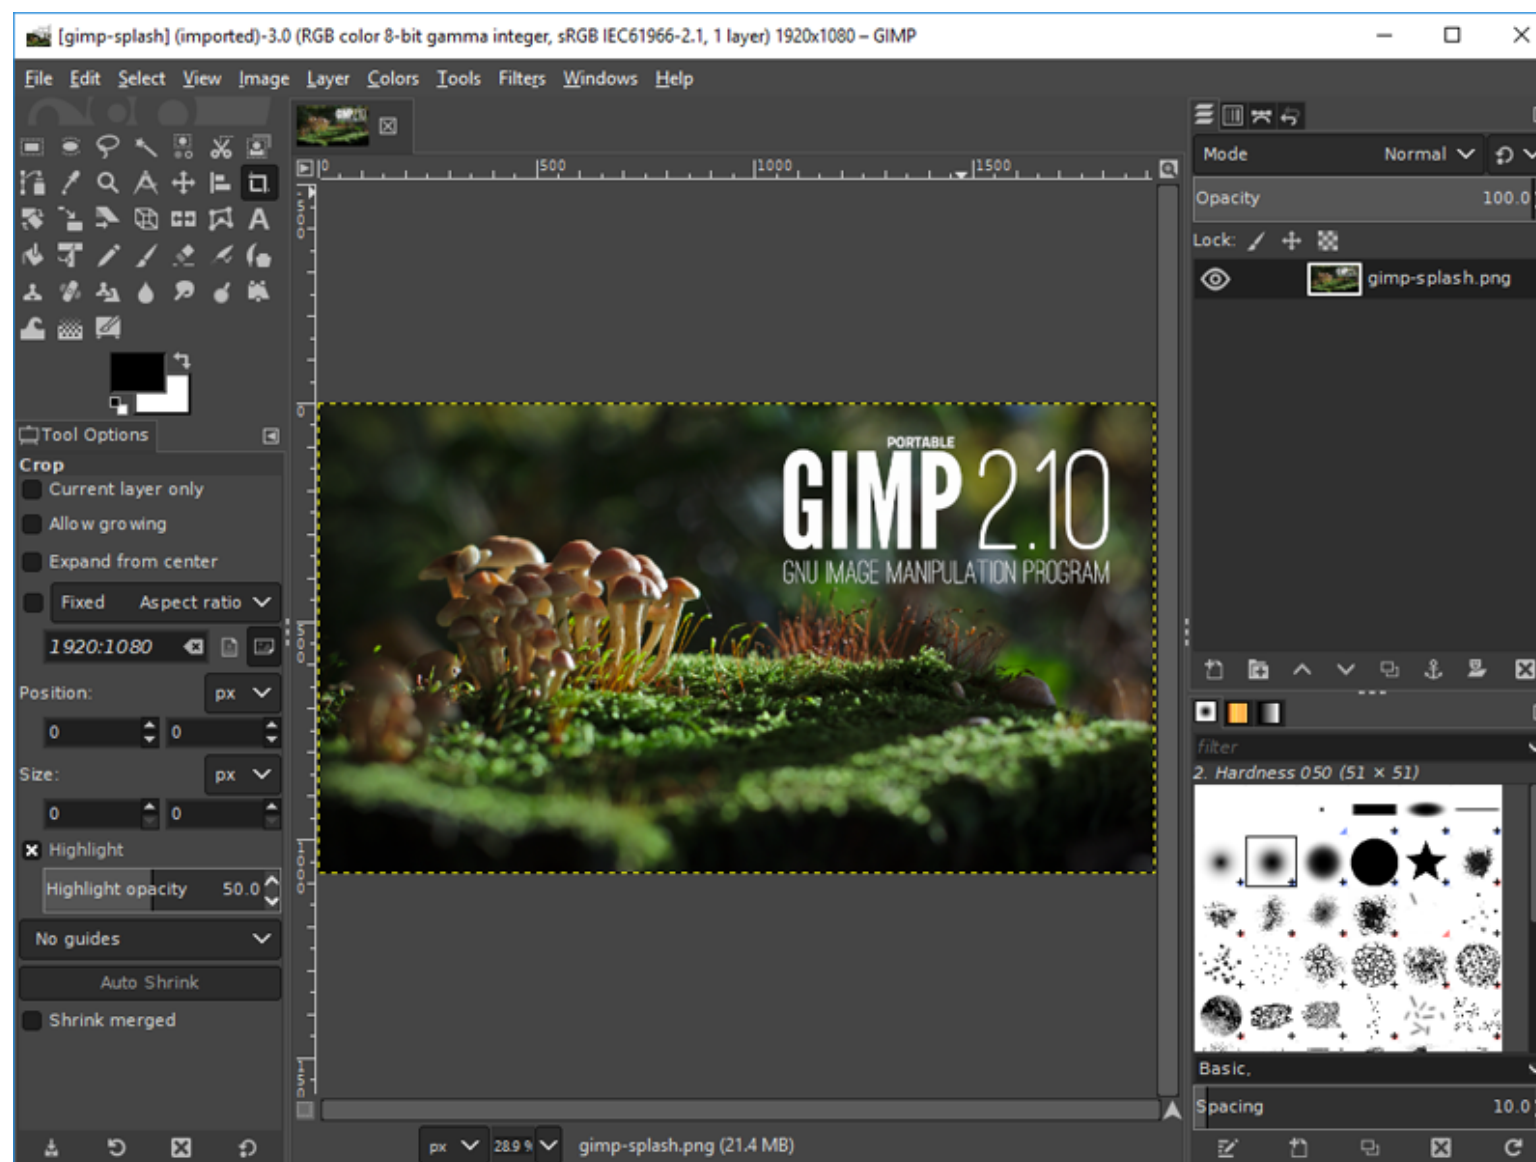 [gimp-splash] (imported)-3.0 (RGB color 8-bit gamma integer, sRGB IEC61966-2.1, 1 layer) 1920x1080 – GIMP
File Edit Select View Image Layer Colors Tools Filters Windows Help
0 500 1000 1500
Mode Normal
Opacity 100.0
Lock:
gimp-splash.png
Tool Options
Crop
Current layer only
Allow growing
Expand from center
Fixed Aspect ratio
1920:1080
Position: px
0 0
Size: px
0 0
Highlight
Highlight opacity 50.0
No guides
Auto Shrink
Shrink merged
PORTABLE
GIMP 2.10
GNU IMAGE MANIPULATION PROGRAM
filter
2. Hardness 050 (51 × 51)
Basic,
Spacing 10.0
px 28.9 % gimp-splash.png (21.4 MB)